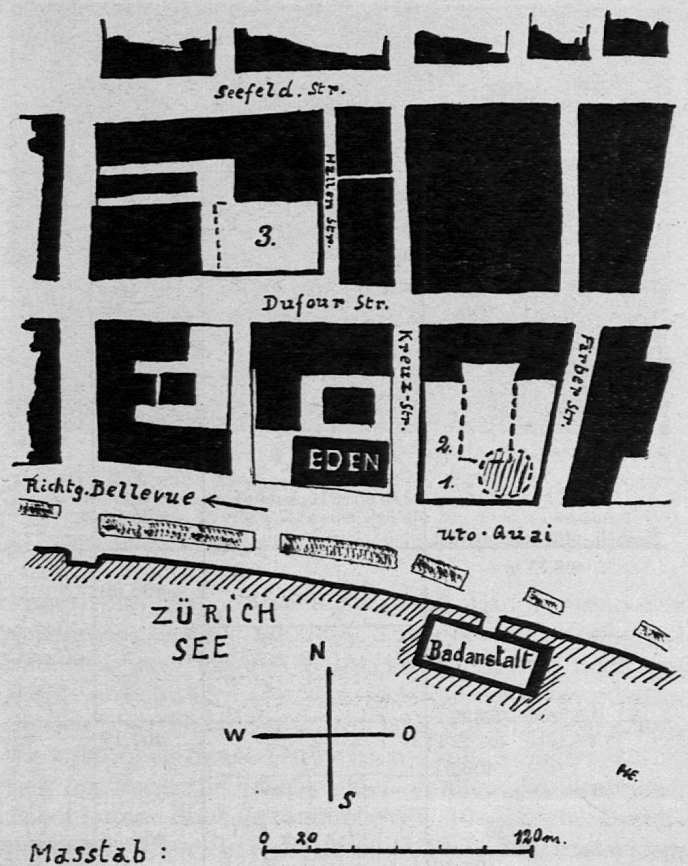 Seefeld. Str.
Hallen Str.
3.
Dufour Str.
Kreuz-Str.
Färber Str.
EDEN
2.
1.
Richtg. Bellevue
Uto-Quai
ZÜRICH
SEE
Badanstalt
N
W O
S
Masstab : 0 20 120 m.